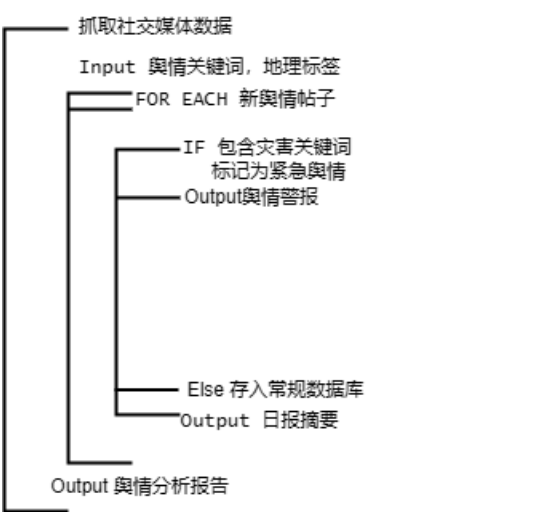 抓取社交媒体数据
Input 舆情关键词，地理标签
FOR EACH 新舆情帖子
IF 包含灾害关键词
标记为紧急舆情
Output舆情警报
Else 存入常规数据库
Output 日报摘要
Output 舆情分析报告